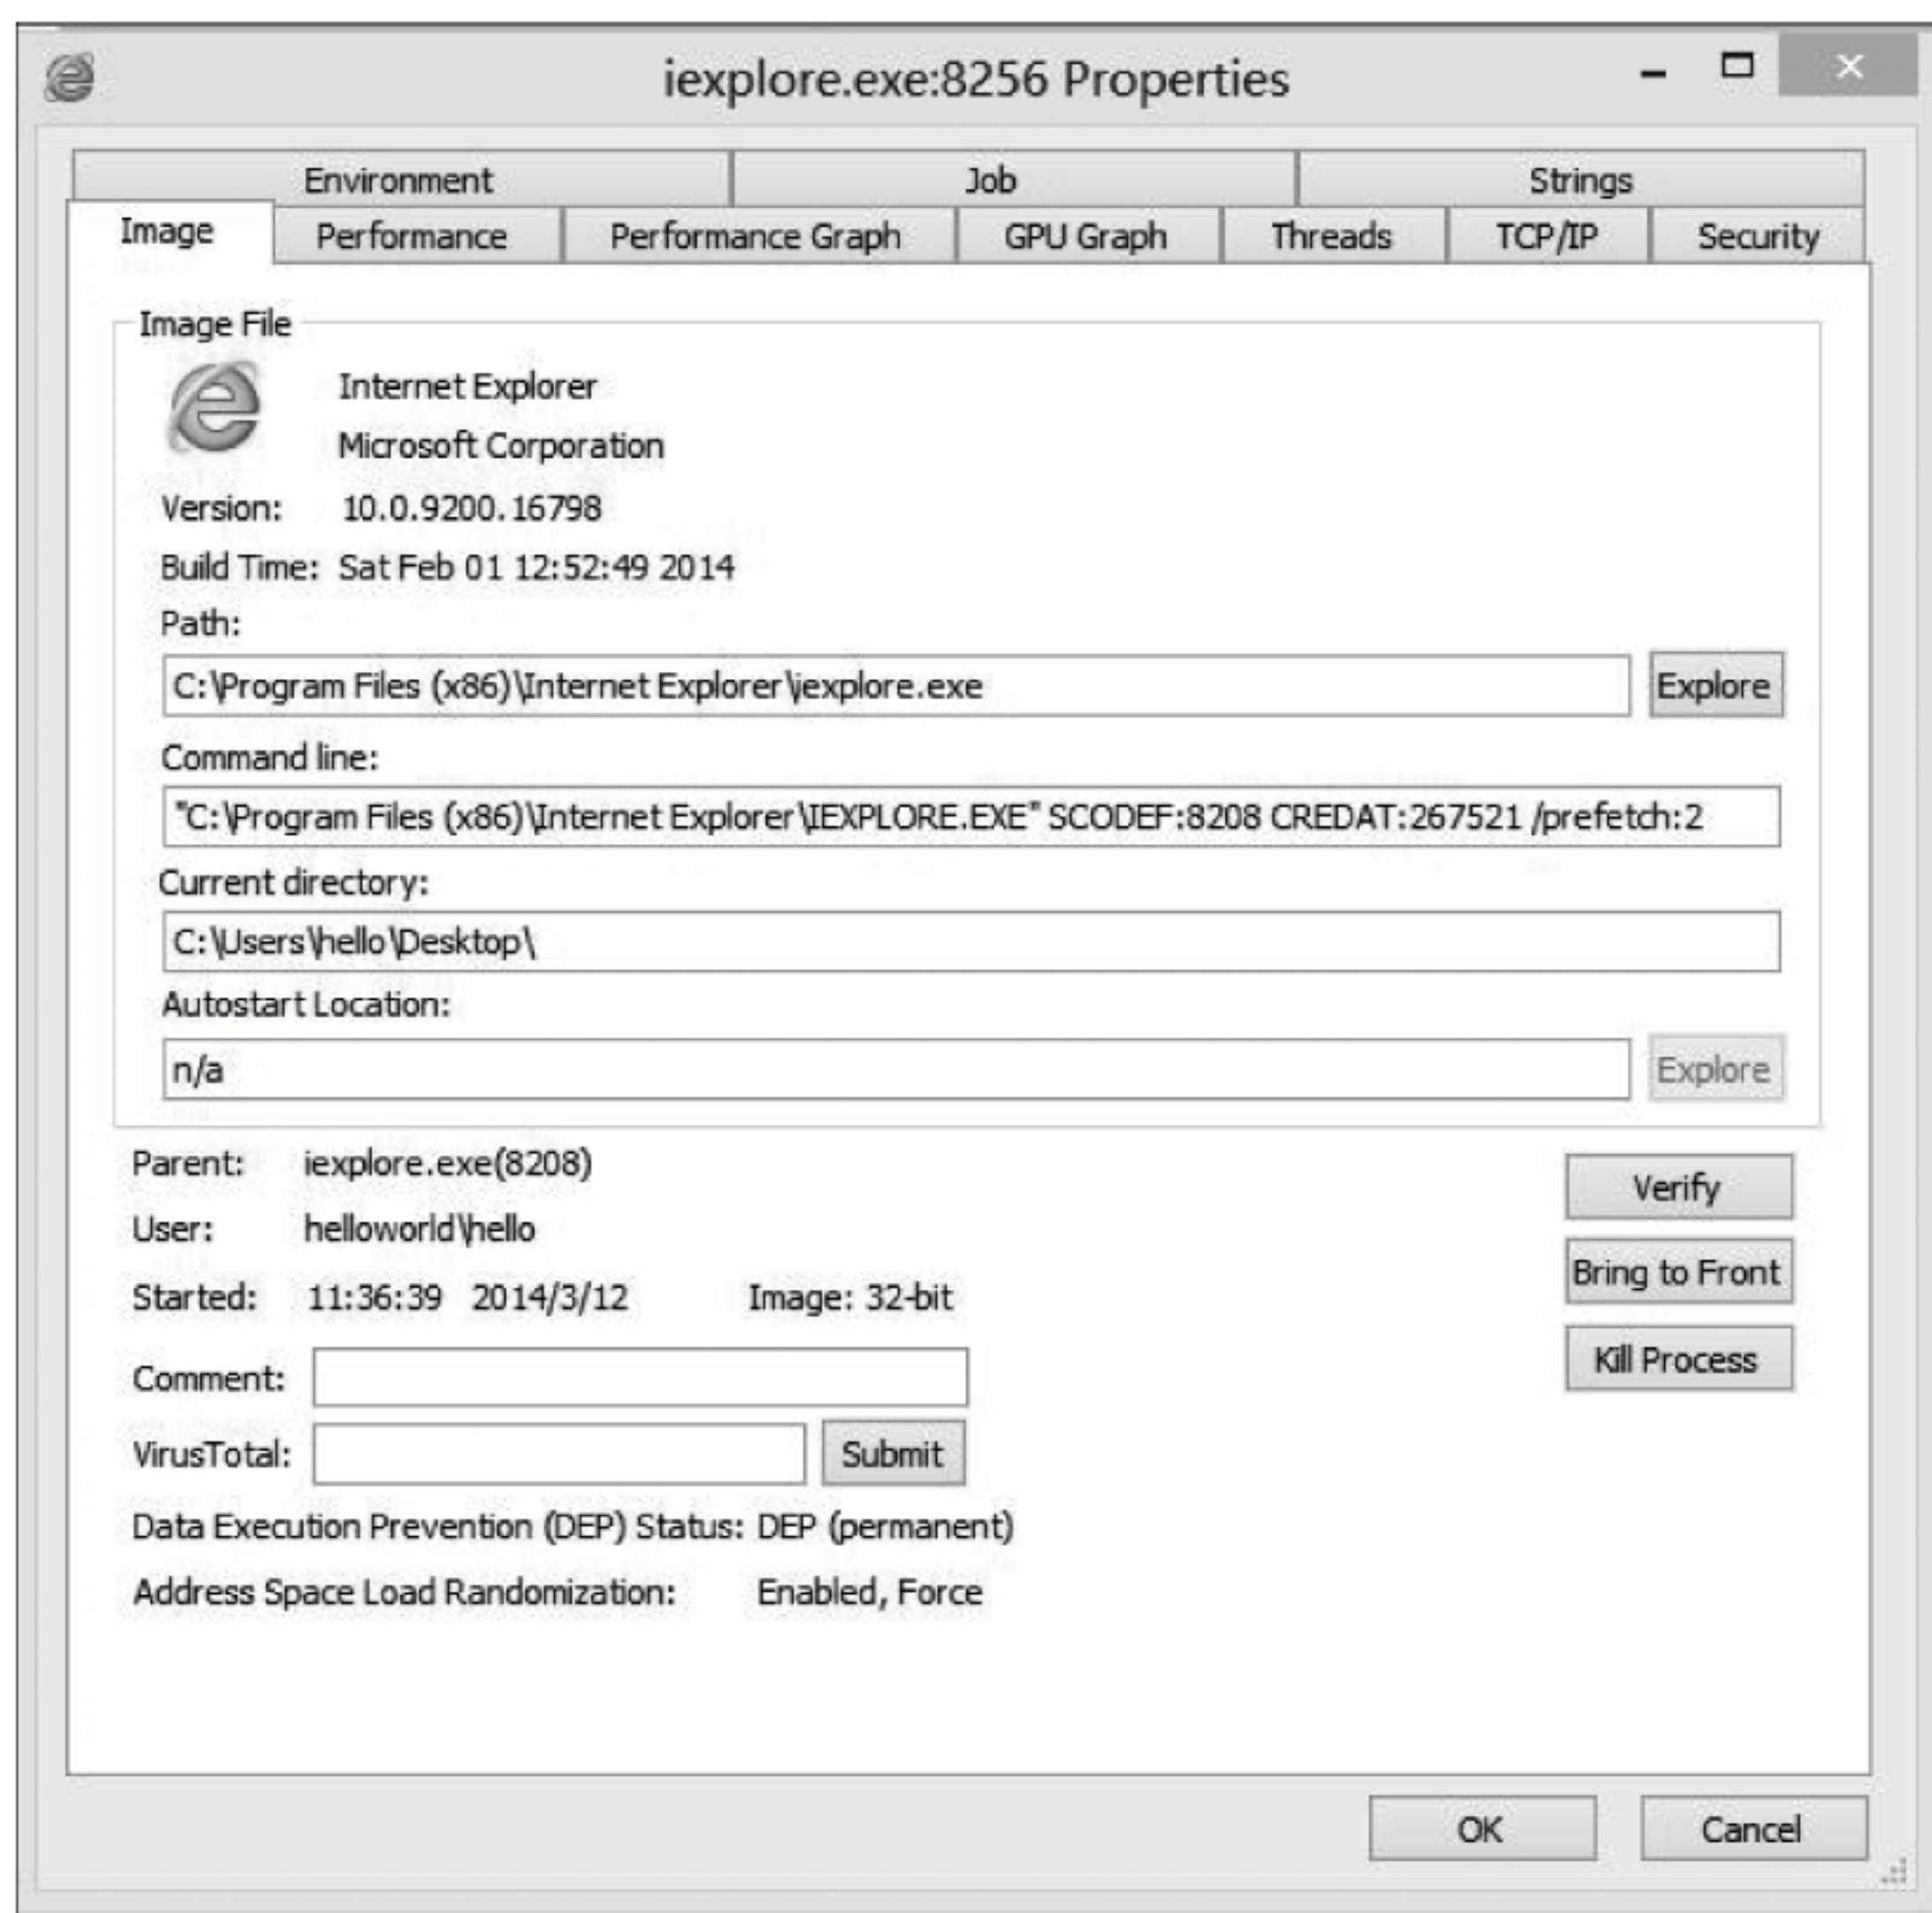 iexplore.exe:8256 Properties
Environment Job Strings
Image Performance Performance Graph GPU Graph Threads TCP/IP Security
Image File
Internet Explorer
Microsoft Corporation
Version: 10.0.9200.16798
Build Time: Sat Feb 01 12:52:49 2014
Path:
C:\Program Files (x86)\Internet Explorer\iexplore.exe Explore
Command line:
"C:\Program Files (x86)\Internet Explorer\IEXPLORE.EXE" SCODEF:8208 CREDAT:267521 /prefetch:2
Current directory:
C:\Users\hello\Desktop\
Autostart Location:
n/a Explore
Parent: iexplore.exe(8208)
Verify
User: helloworld\hello
Bring to Front
Started: 11:36:39 2014/3/12 Image: 32-bit
Kill Process
Comment:
VirusTotal: Submit
Data Execution Prevention (DEP) Status: DEP (permanent)
Address Space Load Randomization: Enabled, Force
OK Cancel